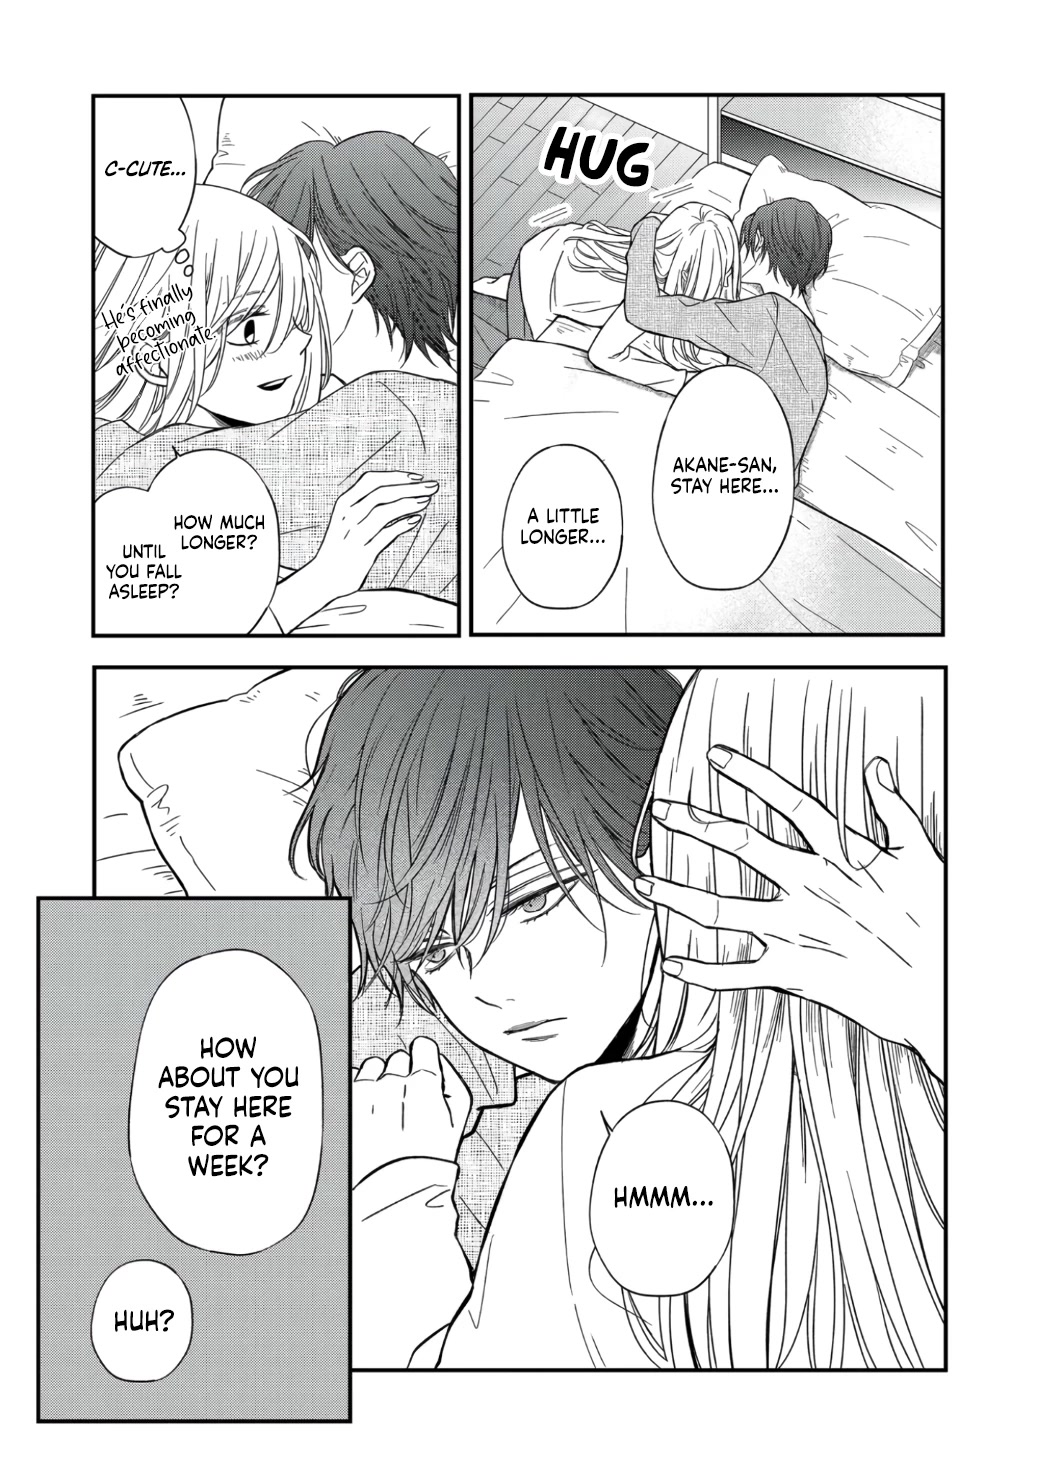 HUG
AKANE-SAN,
STAY HERE...
A LITTLE
LONGER...
C-CUTE...
He's finally
becoming
affectionate.
HOW MUCH
LONGER?
UNTIL
YOU FALL
ASLEEP?
HMMM...
HOW
ABOUT YOU
STAY HERE
FOR A
WEEK?
HUH?